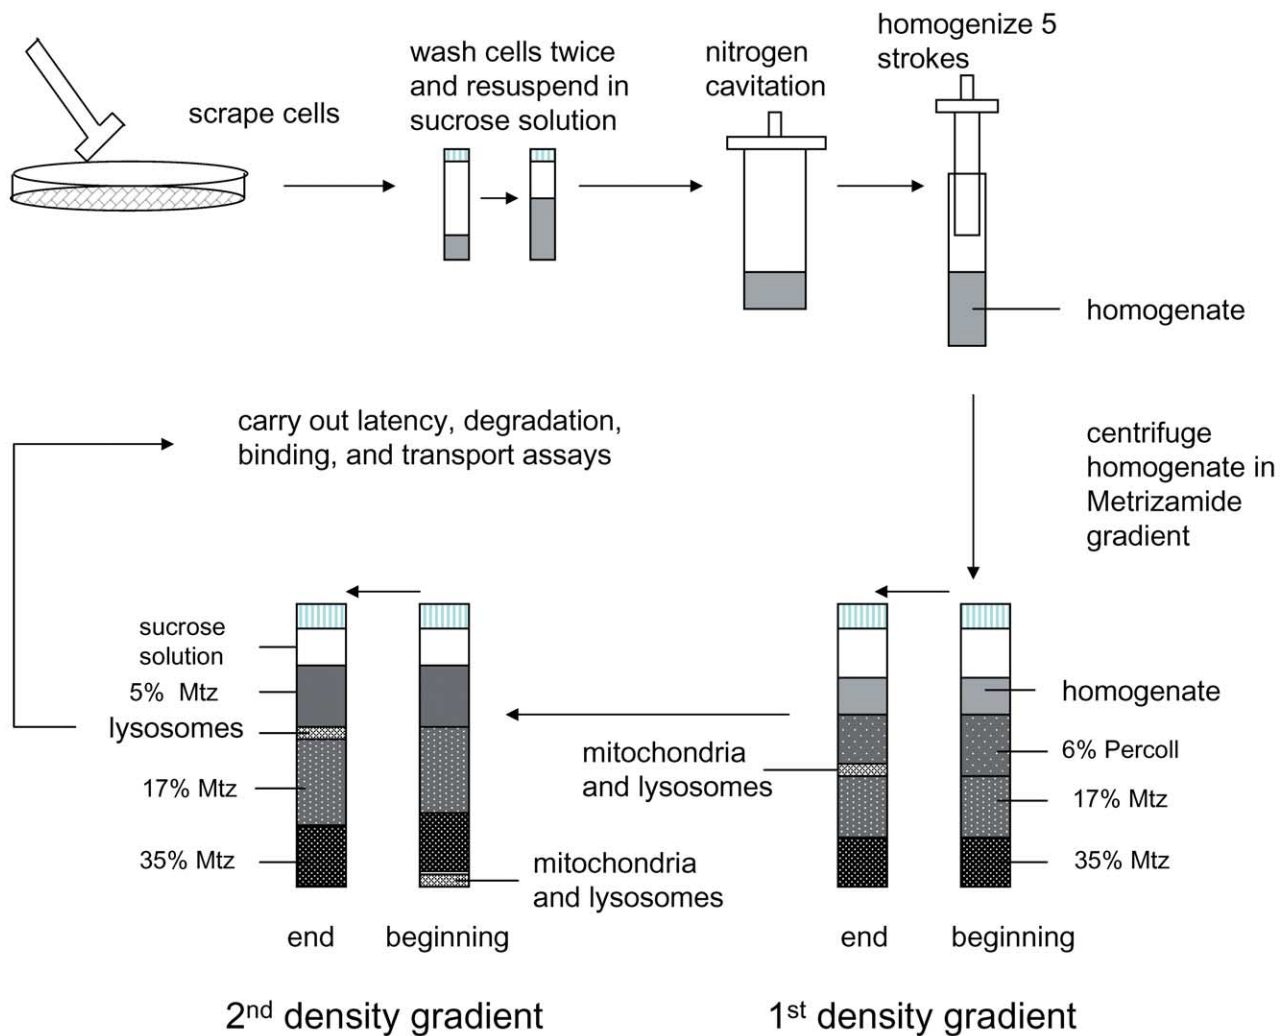 scrape cells
wash cells twice
and resuspend in
sucrose solution
nitrogen
cavitation
homogenize 5
strokes
homogenate
carry out latency, degradation,
binding, and transport assays
centrifuge
homogenate in
Metrizamide
gradient
sucrose
solution
5% Mtz
lysosomes
17% Mtz
35% Mtz
mitochondria
and lysosomes
mitochondria
and lysosomes
homogenate
6% Percoll
17% Mtz
35% Mtz
end
beginning
end
beginning
2nd density gradient
1st density gradient